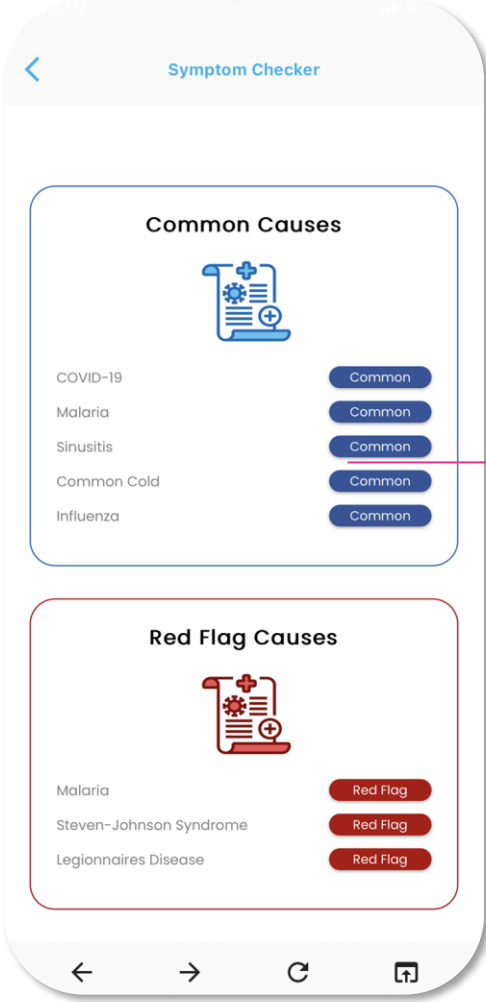 Symptom Checker
Common Causes
COVID-19 Common
Malaria Common
Sinusitis Common
Common Cold Common
Influenza Common
Red Flag Causes
Malaria Red Flag
Steven-Johnson Syndrome Red Flag
Legionnaires Disease Red Flag